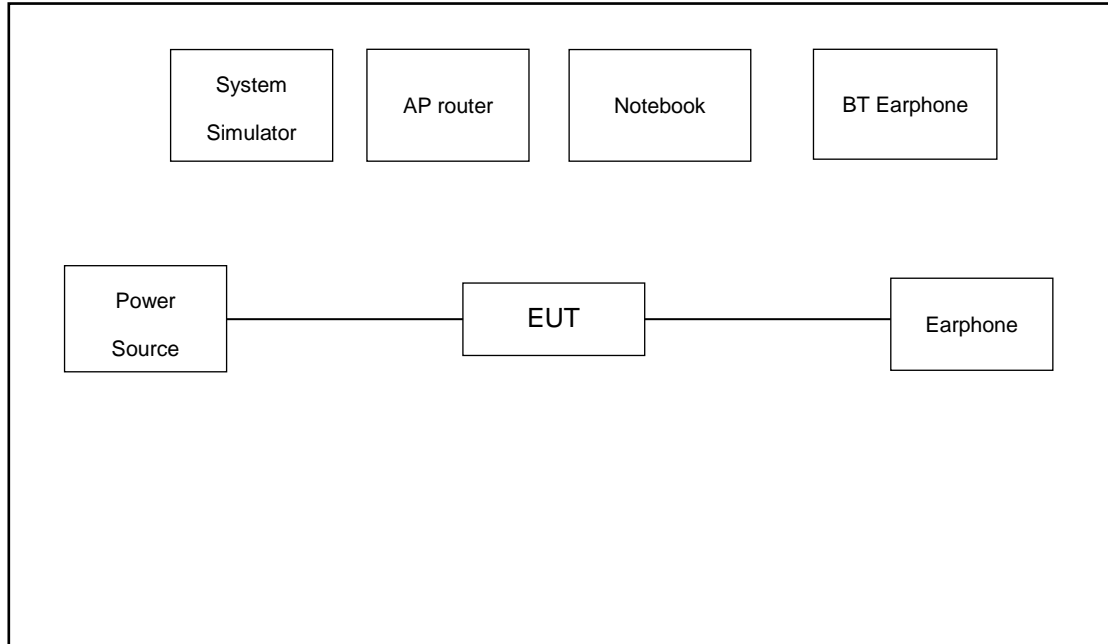 System
Simulator
AP router
Notebook
BT Earphone
Power
Source
EUT
Earphone